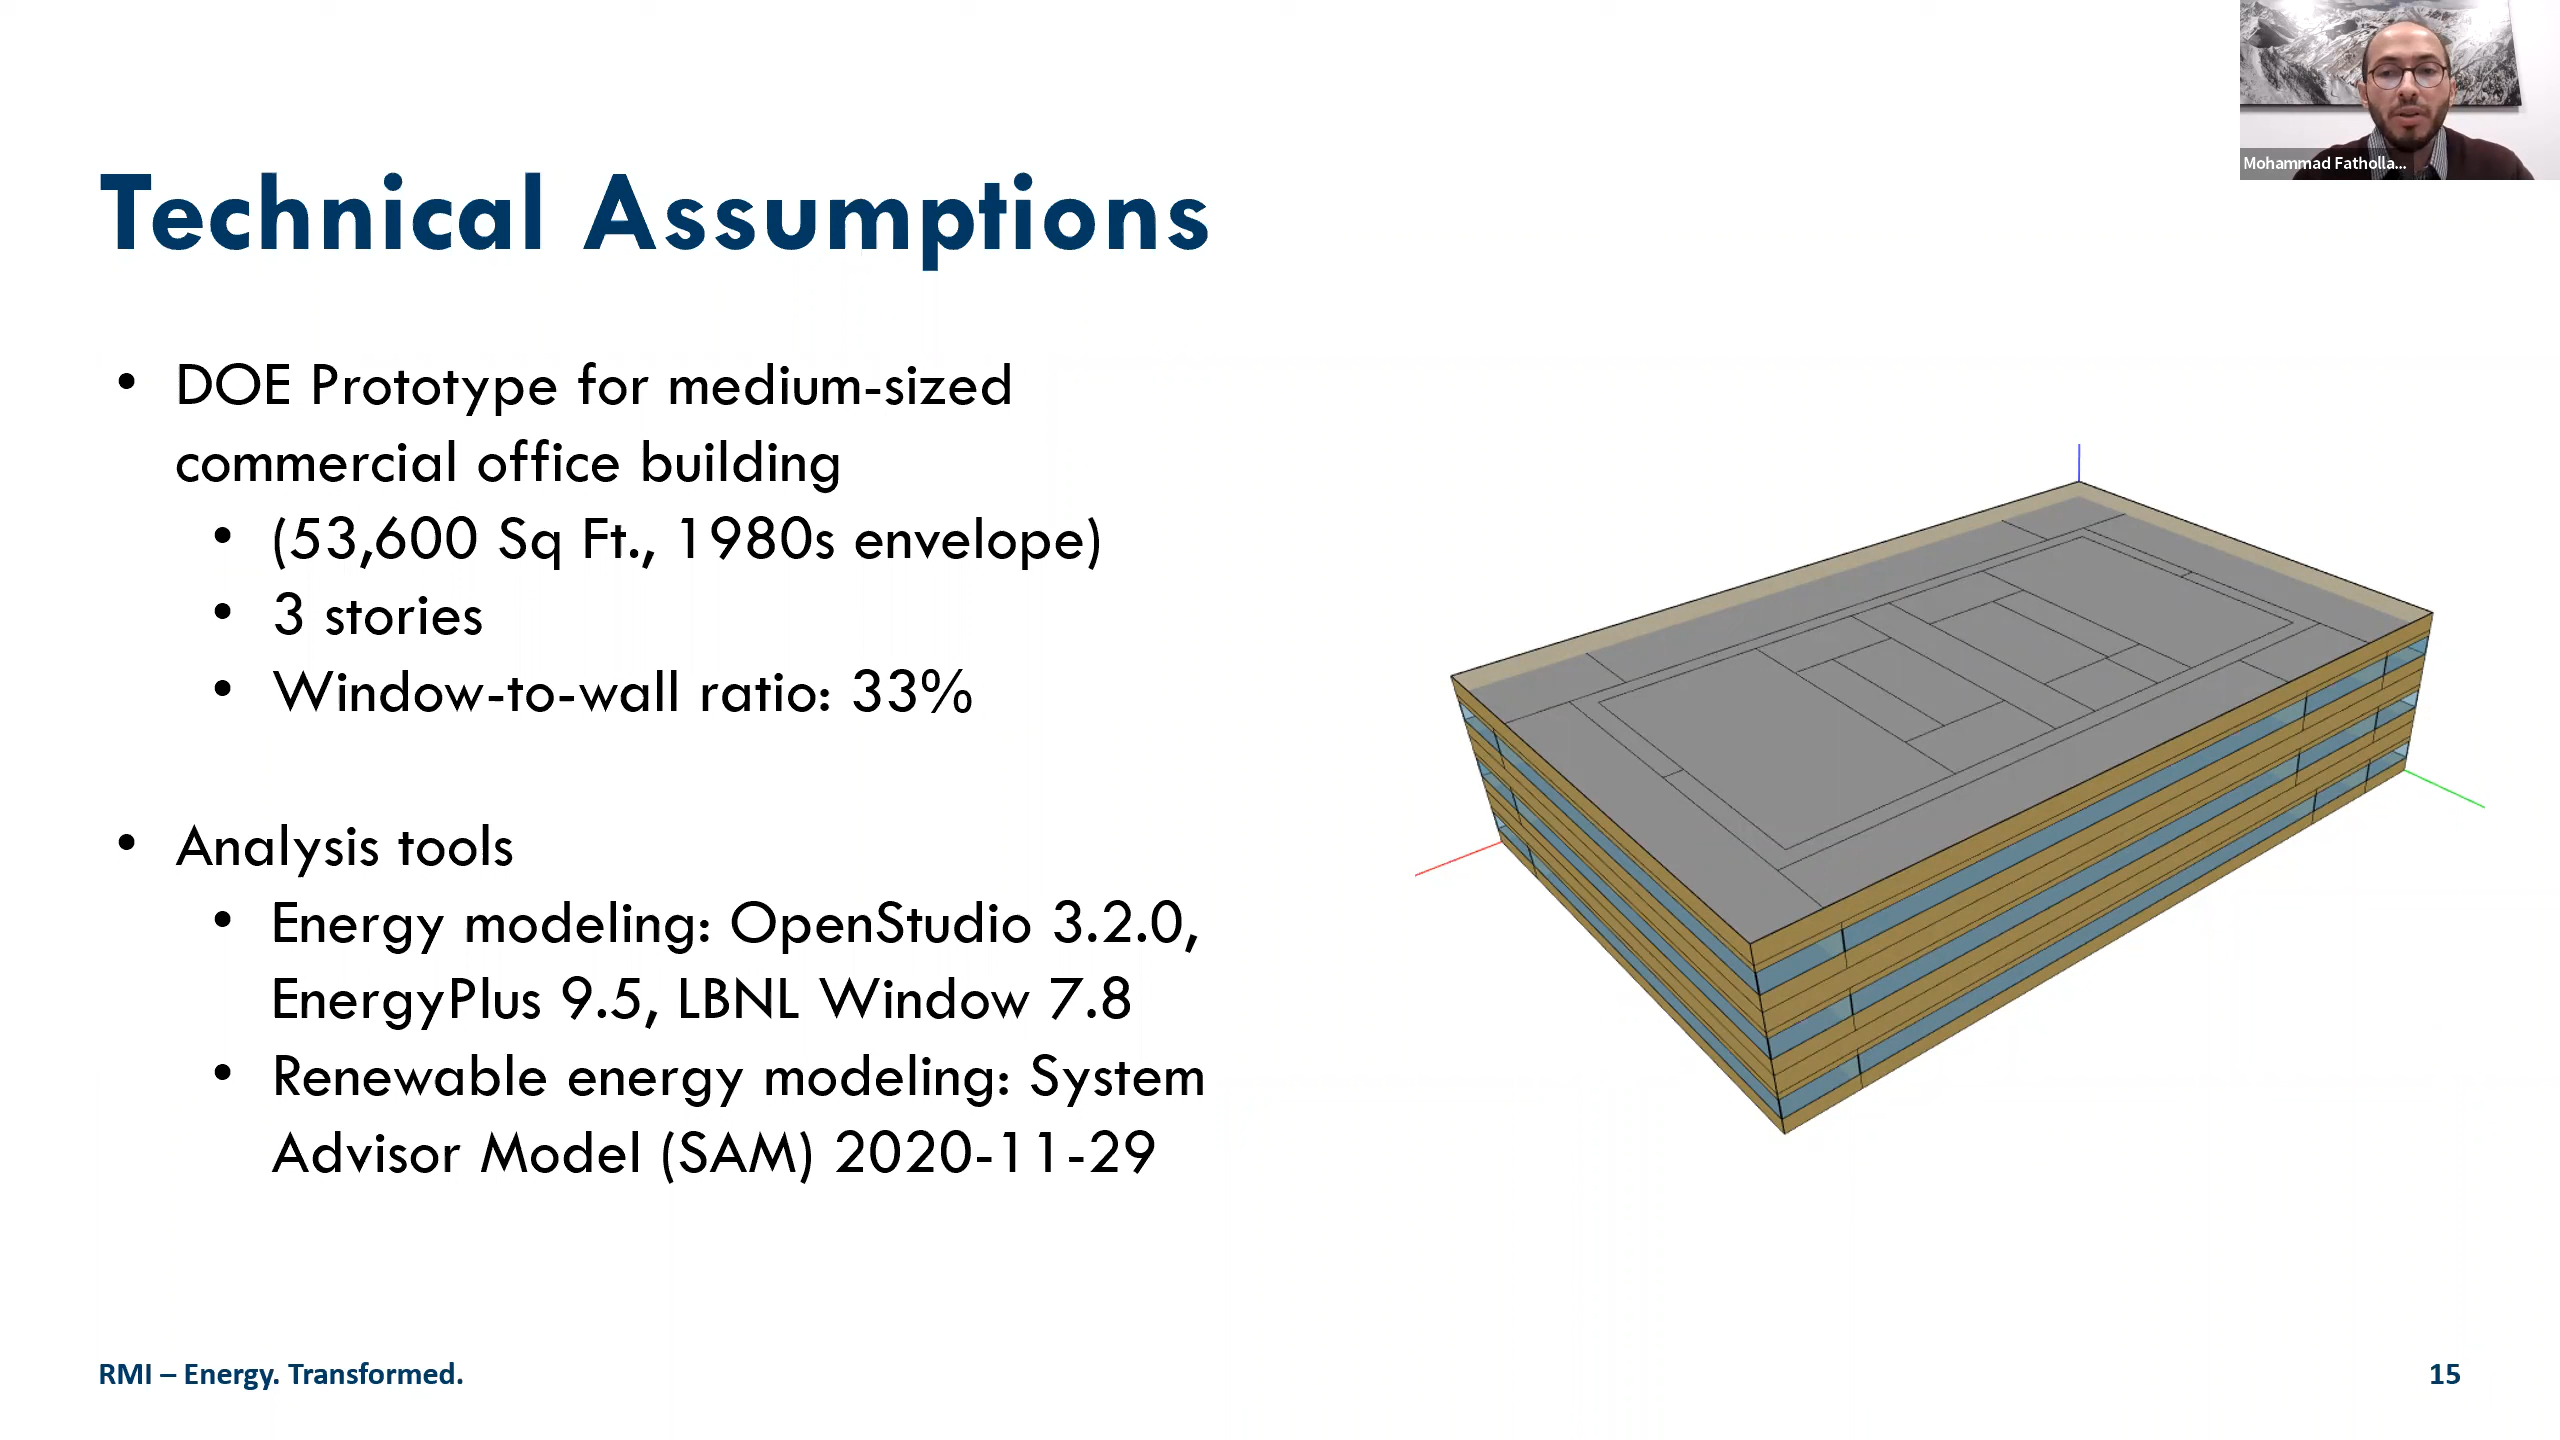 Mohammad Fatholla...
Technical Assumptions
• DOE Prototype for medium-sized
commercial office building
• (53,600 Sq Ft., 1980s envelope)
• 3 stories
• Window-to-wall ratio: 33%
• Analysis tools
• Energy modeling: OpenStudio 3.2.0,
EnergyPlus 9.5, LBNL Window 7.8
• Renewable energy modeling: System
Advisor Model (SAM) 2020-11-29
RMI – Energy. Transformed.
15